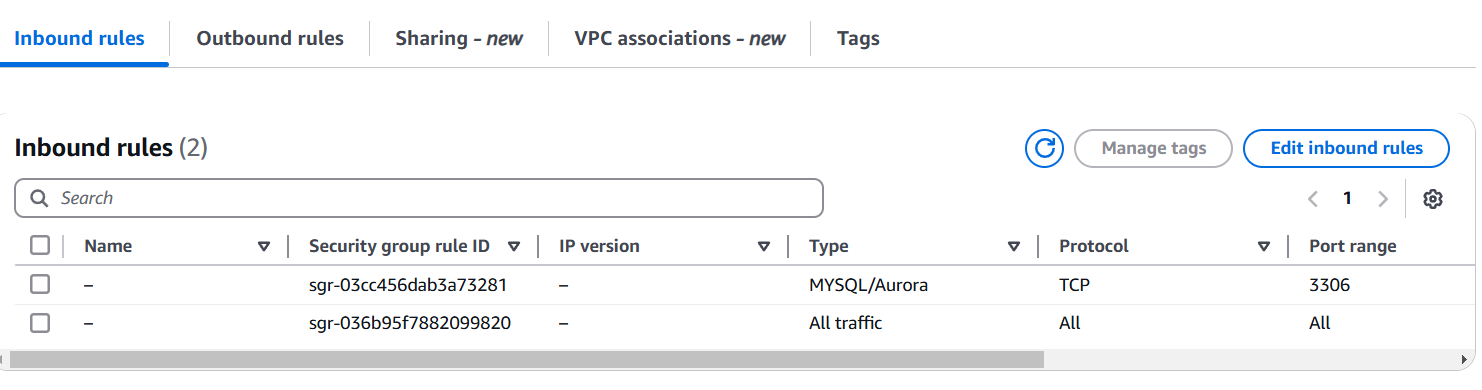 Inbound rules Outbound rules Sharing - new VPC associations - new Tags
Inbound rules (2) Manage tags Edit inbound rules
Search 1
Name Security group rule ID IP version Type Protocol Port range
– sgr-03cc456dab3a73281 – MYSQL/Aurora TCP 3306
– sgr-036b95f7882099820 – All traffic All All